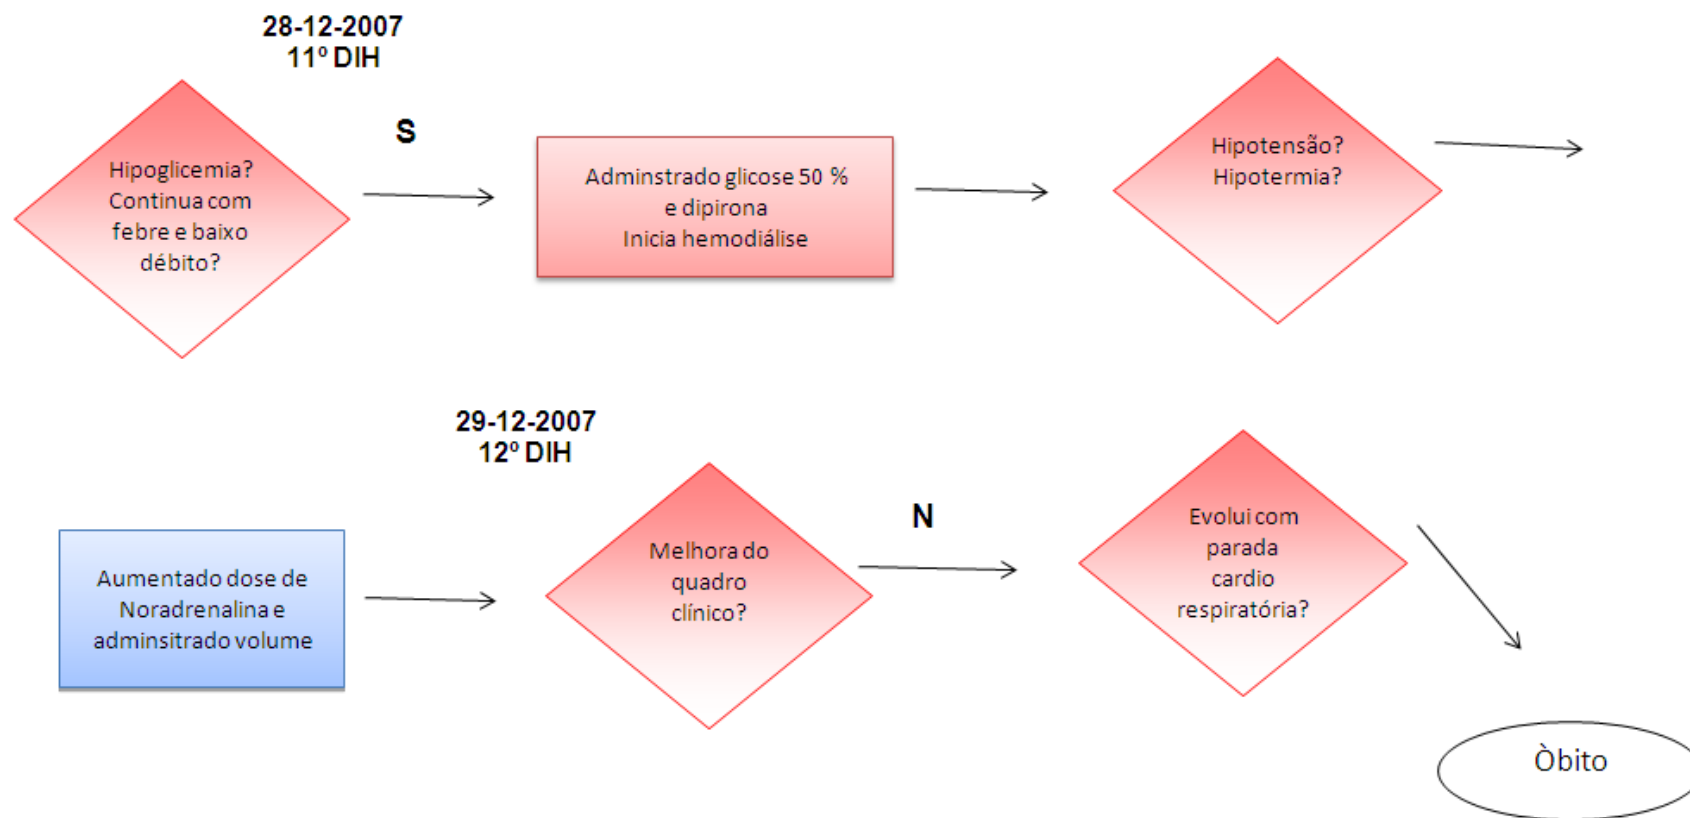 28-12-2007
11º DIH
Hipoglicemia?
Continua com
febre e baixo
débito?
S
Adminstrado glicose 50 %
e dipirona
Inicia hemodiálise
Hipotensão?
Hipotermia?
Aumentado dose de
Noradrenalina e
adminsitrado volume
29-12-2007
12º DIH
Melhora do
quadro
clínico?
N
Evolui com
parada
cardio
respiratória?
Òbito